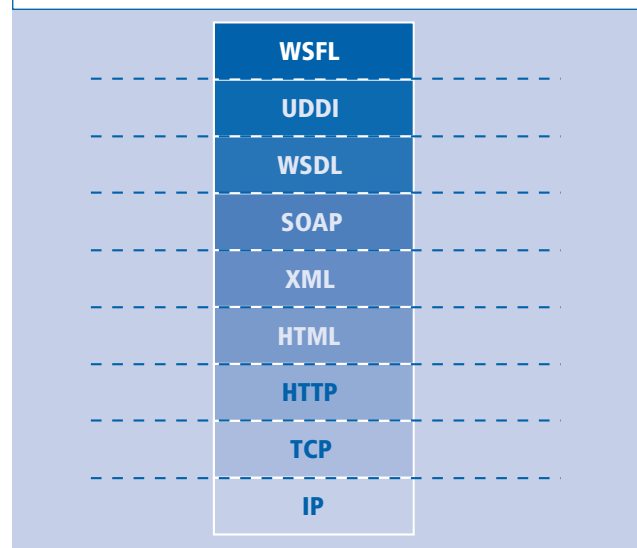 WSFL
UDDI
WSDL
SOAP
XML
HTML
HTTP
TCP
IP